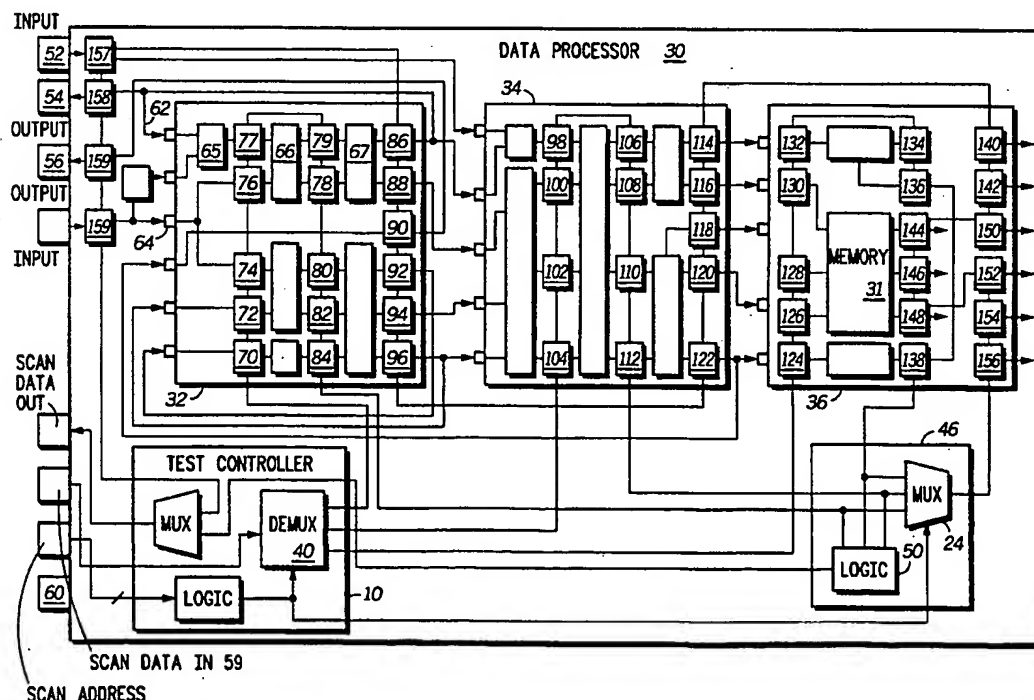 INPUT
52 157
DATA PROCESSOR 30
54 158
62
34
OUTPUT
56 159
OUTPUT
159
INPUT
64
65 77 66 79 67 86
76 78 88
90
74 80 92
72 82 94
70 84 96
32
98 106 114
100 108 116
118
102 110 120
104 112 122
132 134 140
130 136 142
144 150
MEMORY
31
128 146 152
126 148 154
124 138 156
36
SCAN
DATA
OUT
TEST CONTROLLER
MUX
DEMUX
40
LOGIC
10
60
46
MUX
24
LOGIC
50
SCAN DATA IN 59
SCAN ADDRESS